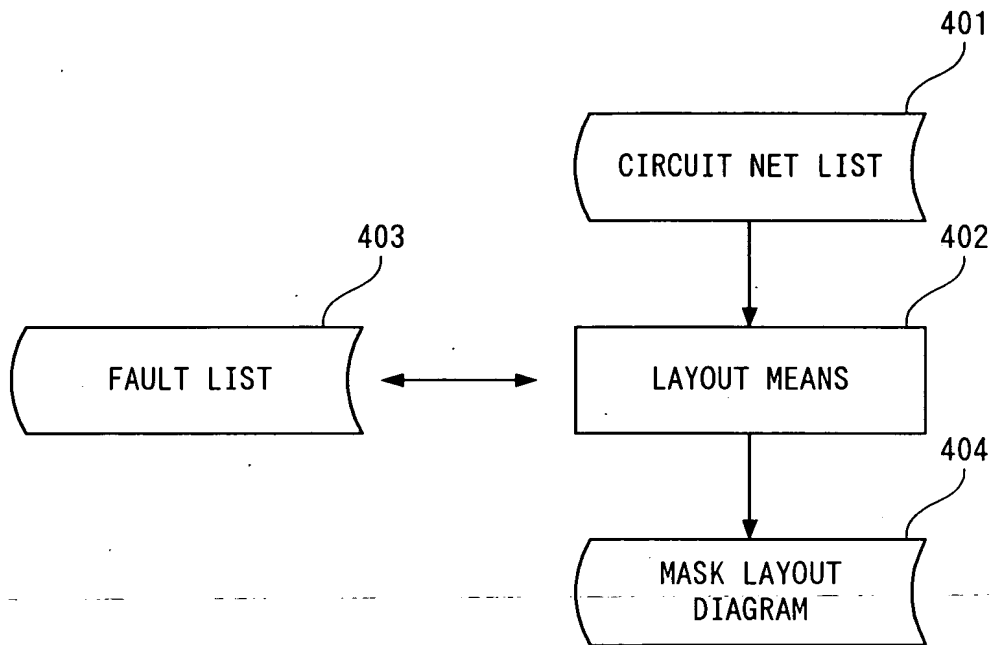 401
CIRCUIT NET LIST
403
402
FAULT LIST
LAYOUT MEANS
404
MASK LAYOUT
DIAGRAM